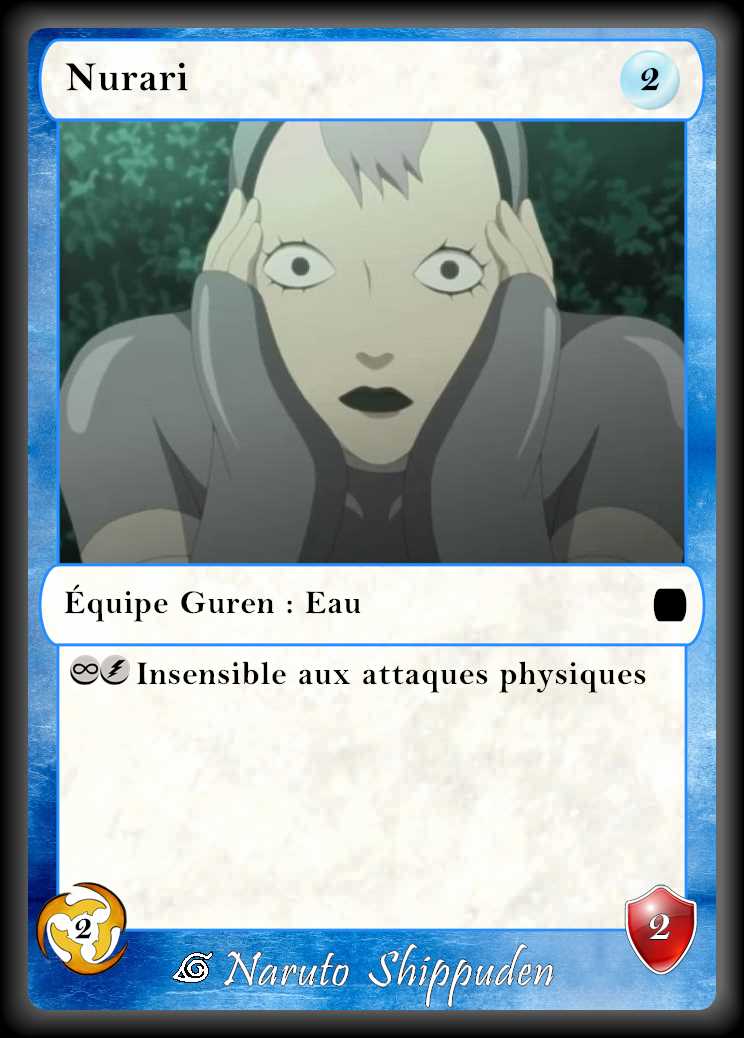 Nurari
2
Équipe Guren : Eau
Insensible aux attaques physiques
2
2
Naruto Shippuden